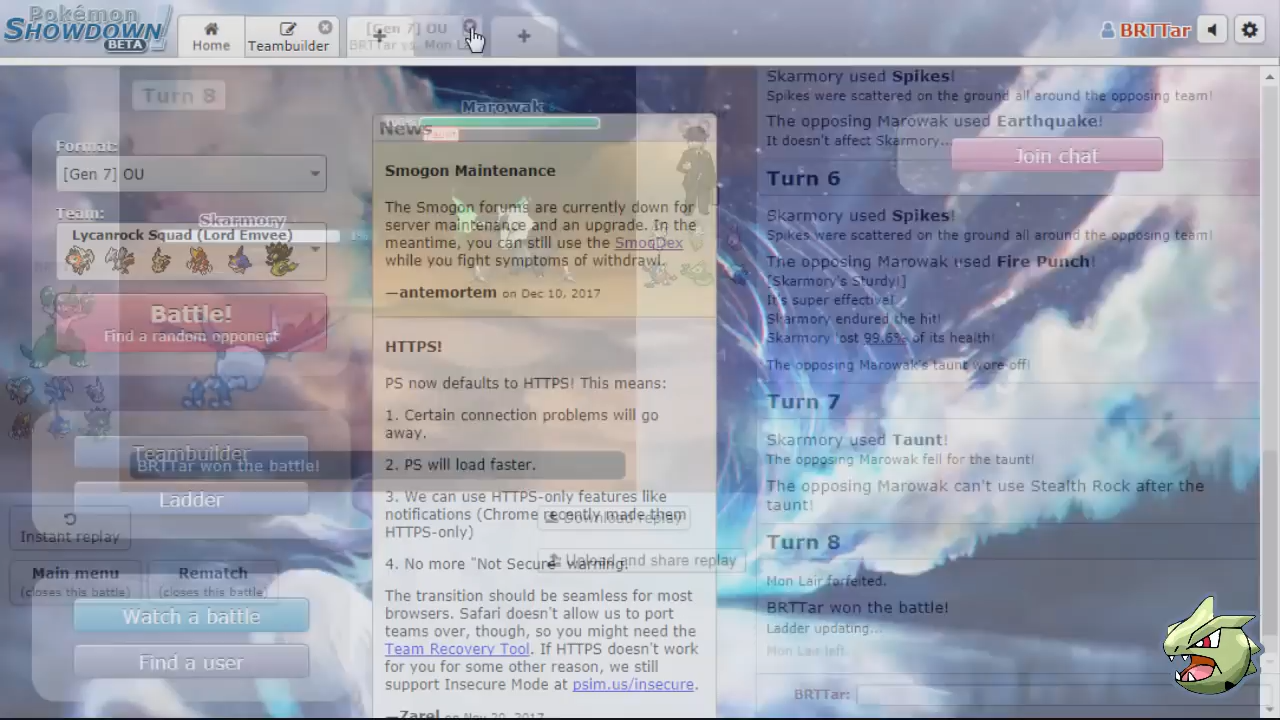 Pokémon
SHOWDOWN
BETA
Home
Teambuilder
[Gen 7] OU
BRTTar vs. Mon
BRTTar
Turn 8
Format:
[Gen 7] OU
Team:
Lycanrock Squad (Lord Emvee)
Skarmory
Battle!
Find a random opponent
Teambuilder
BRTTar won the battle!
Ladder
Instant replay
Main menu
(closes this battle)
Rematch
(closes this battle)
Watch a battle
Find a user
Marowak
News
Smogon Maintenance
The Smogon forums are currently down for
server maintenance and an upgrade. In the
meantime, you can still use the SmogDex
while you fight symptoms of withdrawl.
—antemortem on Dec 10, 2017
HTTPS!
PS now defaults to HTTPS! This means:
1. Certain connection problems will go
away.
2. PS will load faster.
3. We can use HTTPS-only features like
notifications (Chrome recently made them
HTTPS-only)
Download replay
4. No more "Not Secure" warning.
Upload and share replay
The transition should be seamless for most
browsers. Safari doesn't allow us to port
teams over, though, so you might need the
Team Recovery Tool. If HTTPS doesn't work
for you for some other reason, we still
support Insecure Mode at psim.us/insecure.
—Zarel on Nov 20, 2017
Join chat
Skarmory used Spikes!
Spikes were scattered on the ground all around the opposing team!
The opposing Marowak used Earthquake!
It doesn't affect Skarmory...
Turn 6
Skarmory used Spikes!
Spikes were scattered on the ground all around the opposing team!
The opposing Marowak used Fire Punch!
[Skarmory's Sturdy!]
It's super effective!
Skarmory endured the hit!
Skarmory lost 99.6% of its health!
The opposing Marowak's taunt wore off!
Turn 7
Skarmory used Taunt!
The opposing Marowak fell for the taunt!
The opposing Marowak can't use Stealth Rock after the
taunt!
Turn 8
Mon Lair forfeited.
BRTTar won the battle!
Ladder updating...
Mon Lair left.
BRTTar: